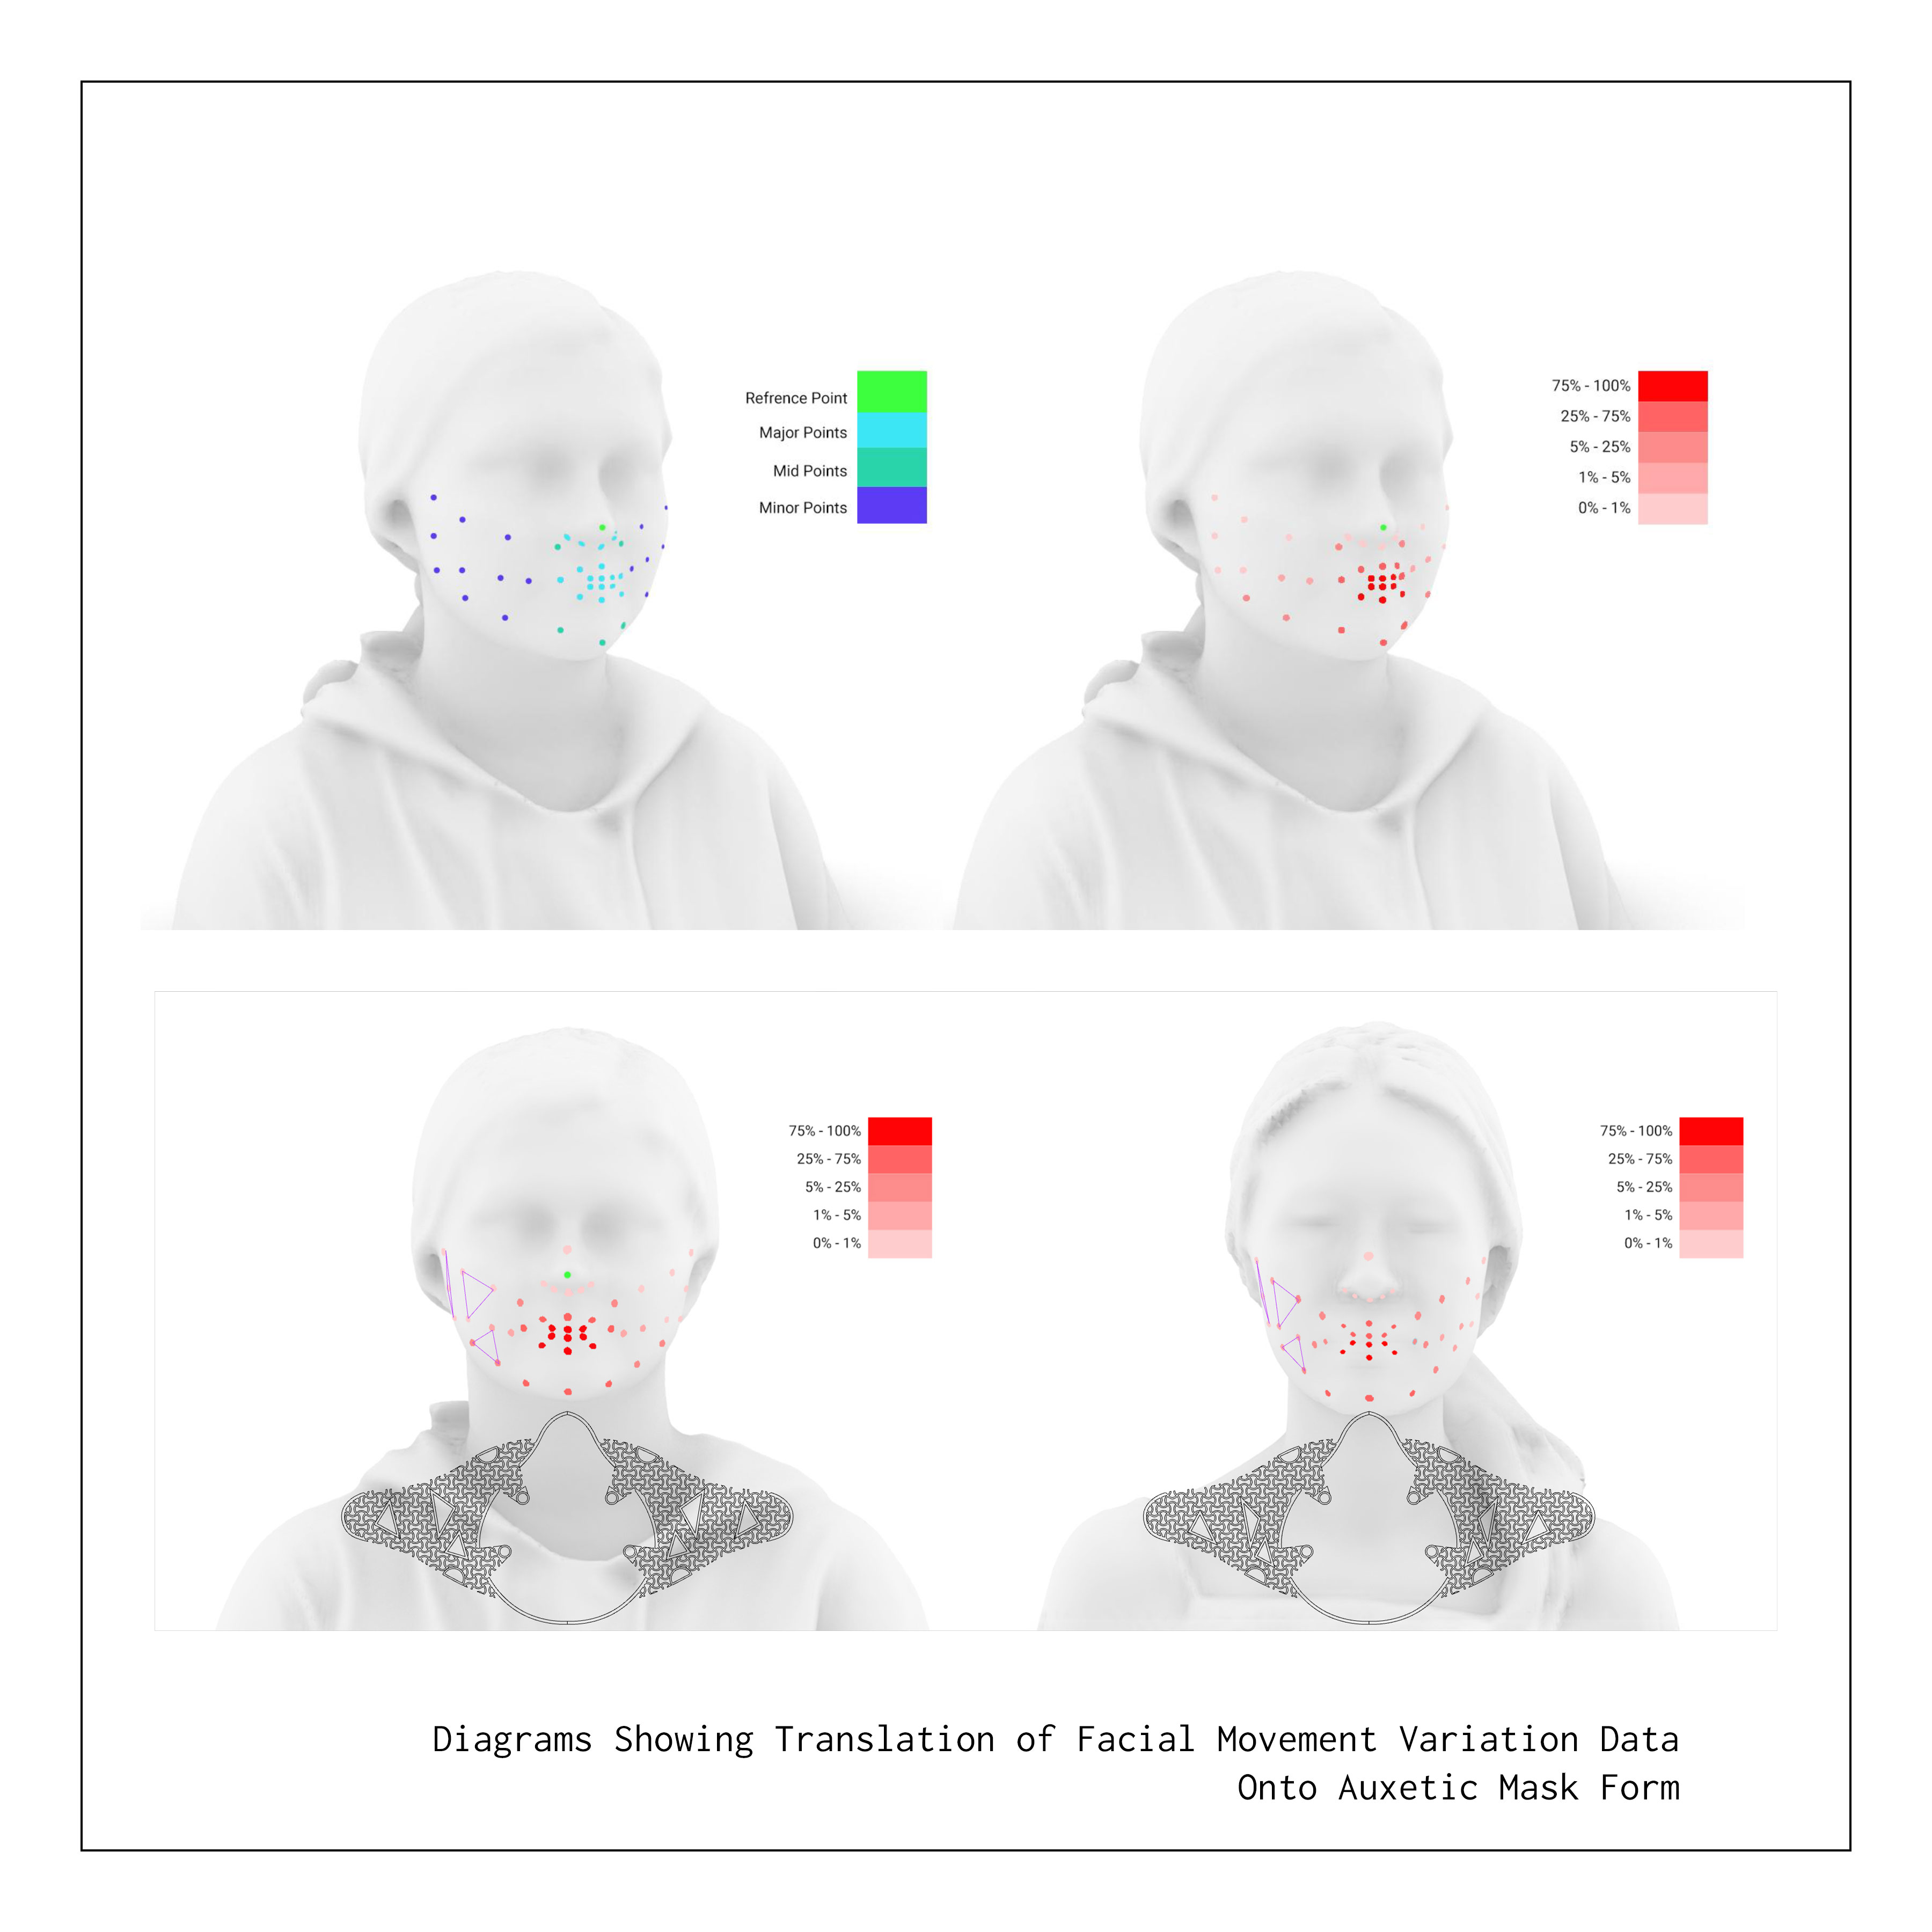 Refrence Point
Major Points
Mid Points
Minor Points
75% - 100%
25% - 75%
5% - 25%
1% - 5%
0% - 1%
75% - 100%
25% - 75%
5% - 25%
1% - 5%
0% - 1%
75% - 100%
25% - 75%
5% - 25%
1% - 5%
0% - 1%
Diagrams Showing Translation of Facial Movement Variation Data
Onto Auxetic Mask Form